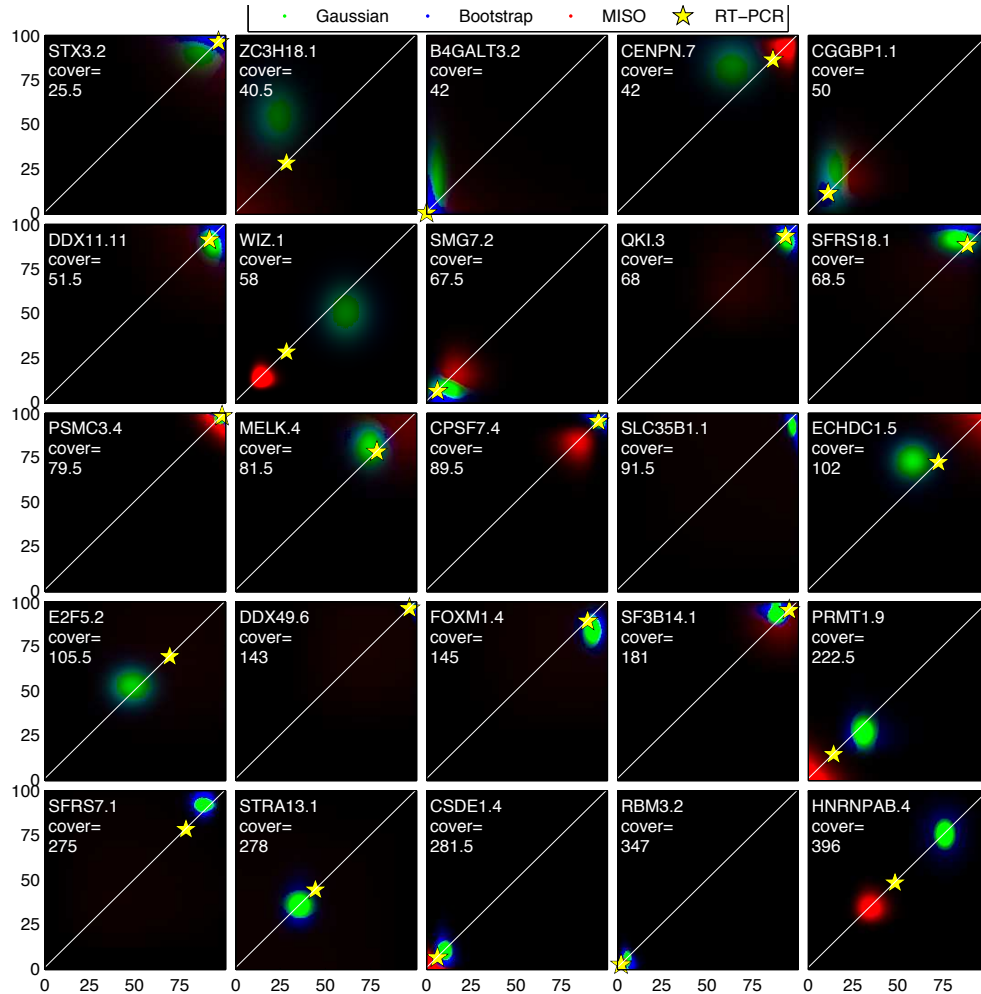 Gaussian Bootstrap MISO RT−PCR
100 75 50 25 0
STX3.2
cover=
25.5
ZC3H18.1
cover=
40.5
B4GALT3.2
cover=
42
CENPN.7
cover=
42
CGGBP1.1
cover=
50
100 75 50 25 0
DDX11.11
cover=
51.5
WIZ.1
cover=
58
SMG7.2
cover=
67.5
QKI.3
cover=
68
SFRS18.1
cover=
68.5
100 75 50 25 0
PSMC3.4
cover=
79.5
MELK.4
cover=
81.5
CPSF7.4
cover=
89.5
SLC35B1.1
cover=
91.5
ECHDC1.5
cover=
102
100 75 50 25 0
E2F5.2
cover=
105.5
DDX49.6
cover=
143
FOXM1.4
cover=
145
SF3B14.1
cover=
181
PRMT1.9
cover=
222.5
100 75 50 25 0
SFRS7.1
cover=
275
STRA13.1
cover=
278
CSDE1.4
cover=
281.5
RBM3.2
cover=
347
HNRNPAB.4
cover=
396
0 25 50 75 0 25 50 75 0 25 50 75 0 25 50 75 0 25 50 75